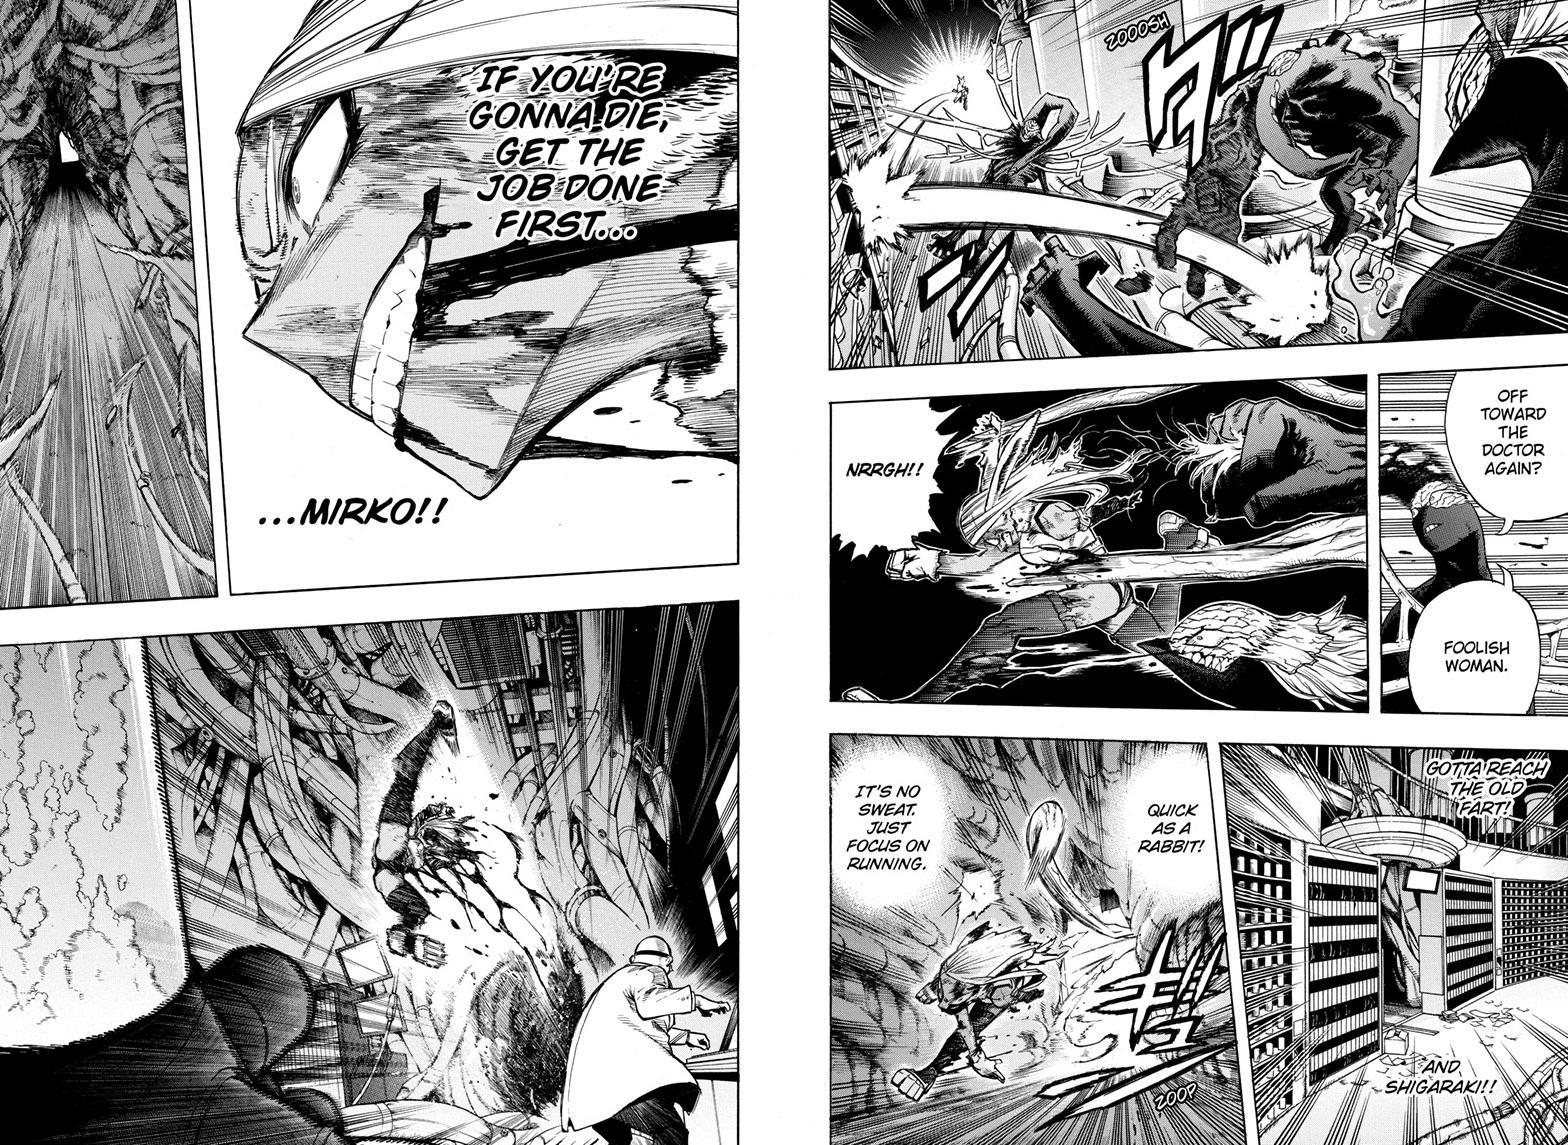 ZOOOSH
ダッ
OFF
TOWARD
THE
DOCTOR
AGAIN?
FOOLISH
WOMAN.
NRRGH!!
GOTTA REACH
THE OLD
FART!
AND
SHIGARAKI!!
QUICK
AS A
RABBIT!
IT'S NO
SWEAT.
JUST
FOCUS ON
RUNNING.
ZOOP
IF YOU'RE
GONNA DIE,
GET THE
JOB DONE
FIRST...
...MIRKO!!